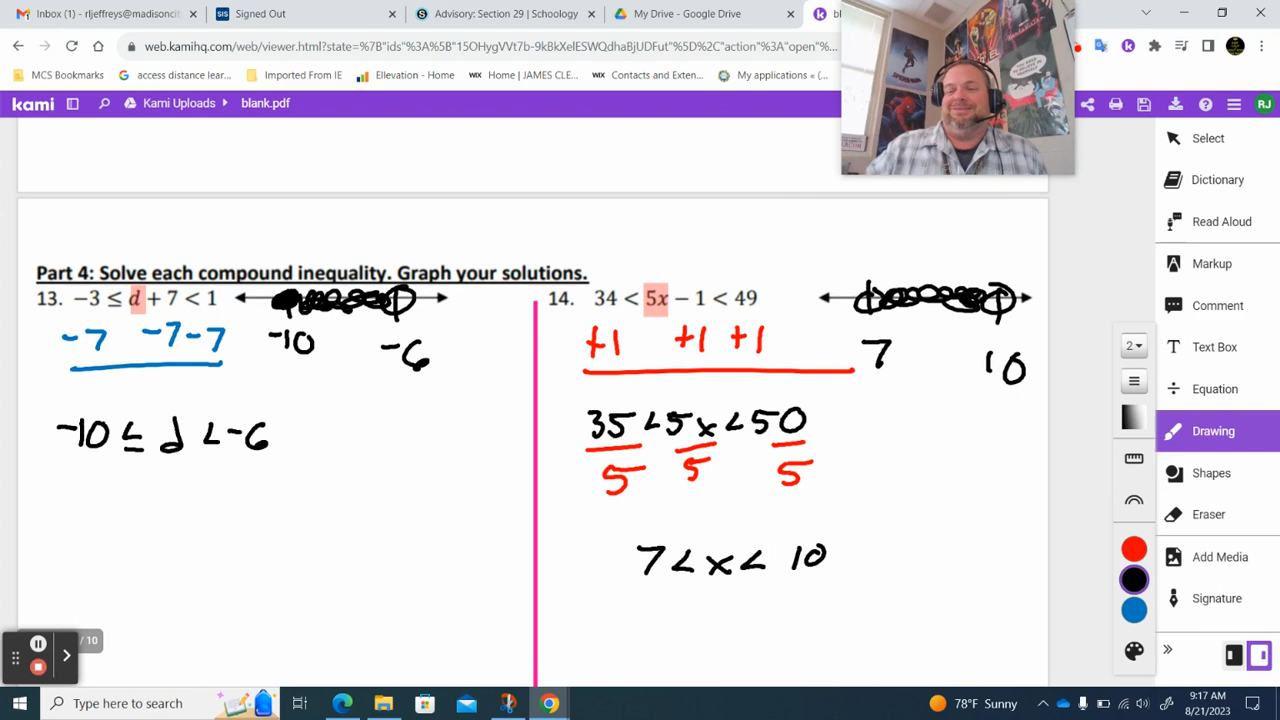 Inbox (1) - rljeffreys@madisoncit
Signed Out
Advisory: Section 29 | Schoology
My Drive - Google Drive
web.kamihq.com/web/viewer.html?state=%7B"ids"%3A%5B"15OHjygVVt7b-9kBkXelESWQdhaBjUDFut"%5D%2C"action"%3A"open"%...
MCS Bookmarks
access distance lear...
Imported From IE
Ellevation - Home
Home | JAMES CLE...
Contacts and Exten...
My applications «...
kami
Kami Uploads
blank.pdf
RJ
Select
Dictionary
Read Aloud
Markup
Comment
Text Box
Equation
Drawing
Shapes
Eraser
Add Media
Signature
2
Part 4: Solve each compound inequality. Graph your solutions.
13. −3 ≤ d + 7 < 1
-7 -7 -7
-10 -6
-10 ≤ d < -6
14. 34 < 5x − 1 < 49
+1 +1 +1
7 10
35 < 5x < 50
5 5 5
7 < x < 10
/ 10
Type here to search
78°F Sunny
9:17 AM
8/21/2023